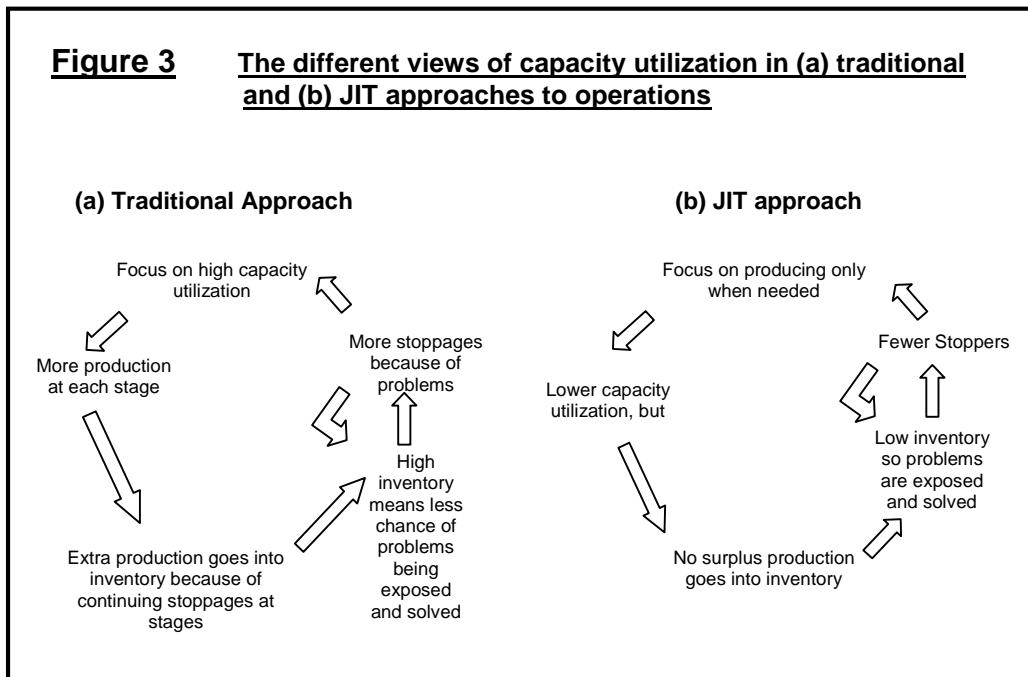 Figure 3 The different views of capacity utilization in (a) traditional
and (b) JIT approaches to operations
(a) Traditional Approach
Focus on high capacity
utilization
More production
at each stage
Extra production goes into
inventory because of
continuing stoppages at
stages
High
inventory
means less
chance of
problems
being
exposed
and solved
More stoppages
because of
problems
(b) JIT approach
Focus on producing only
when needed
Lower capacity
utilization, but
No surplus production
goes into inventory
Low inventory
so problems
are exposed
and solved
Fewer Stoppers